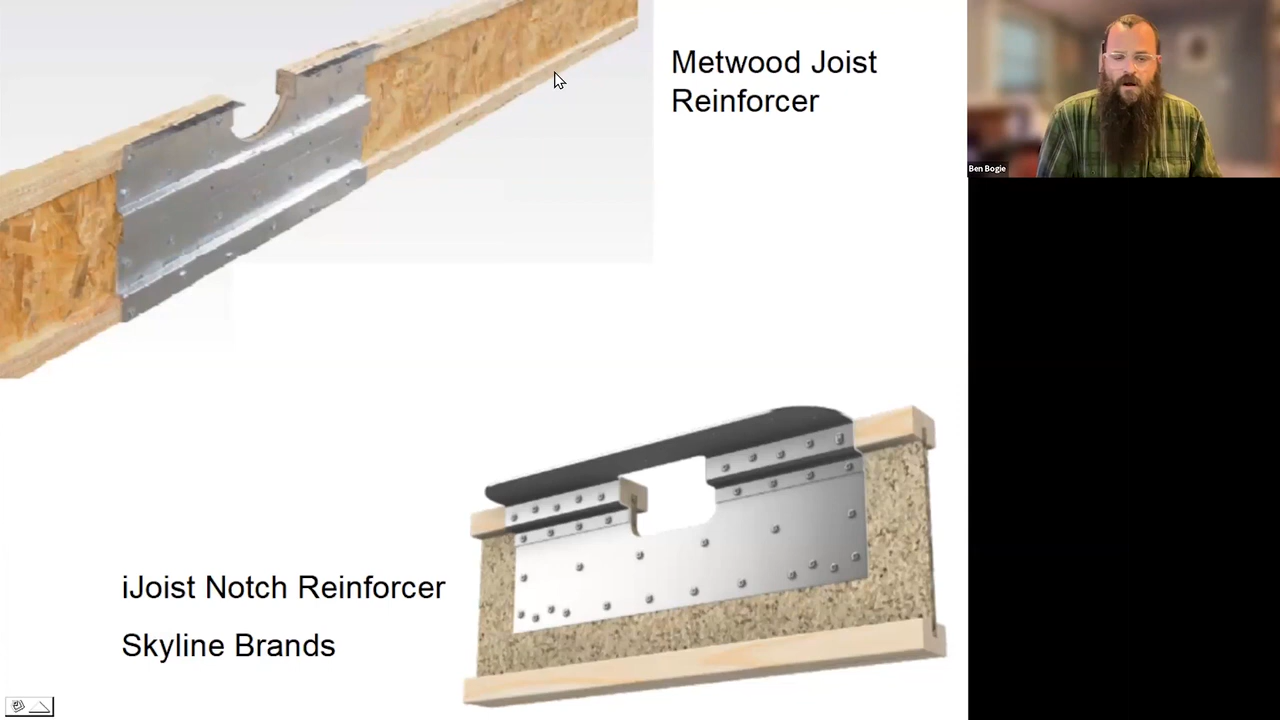 Metwood Joist
Reinforcer
Ben Bogie
iJoist Notch Reinforcer
Skyline Brands